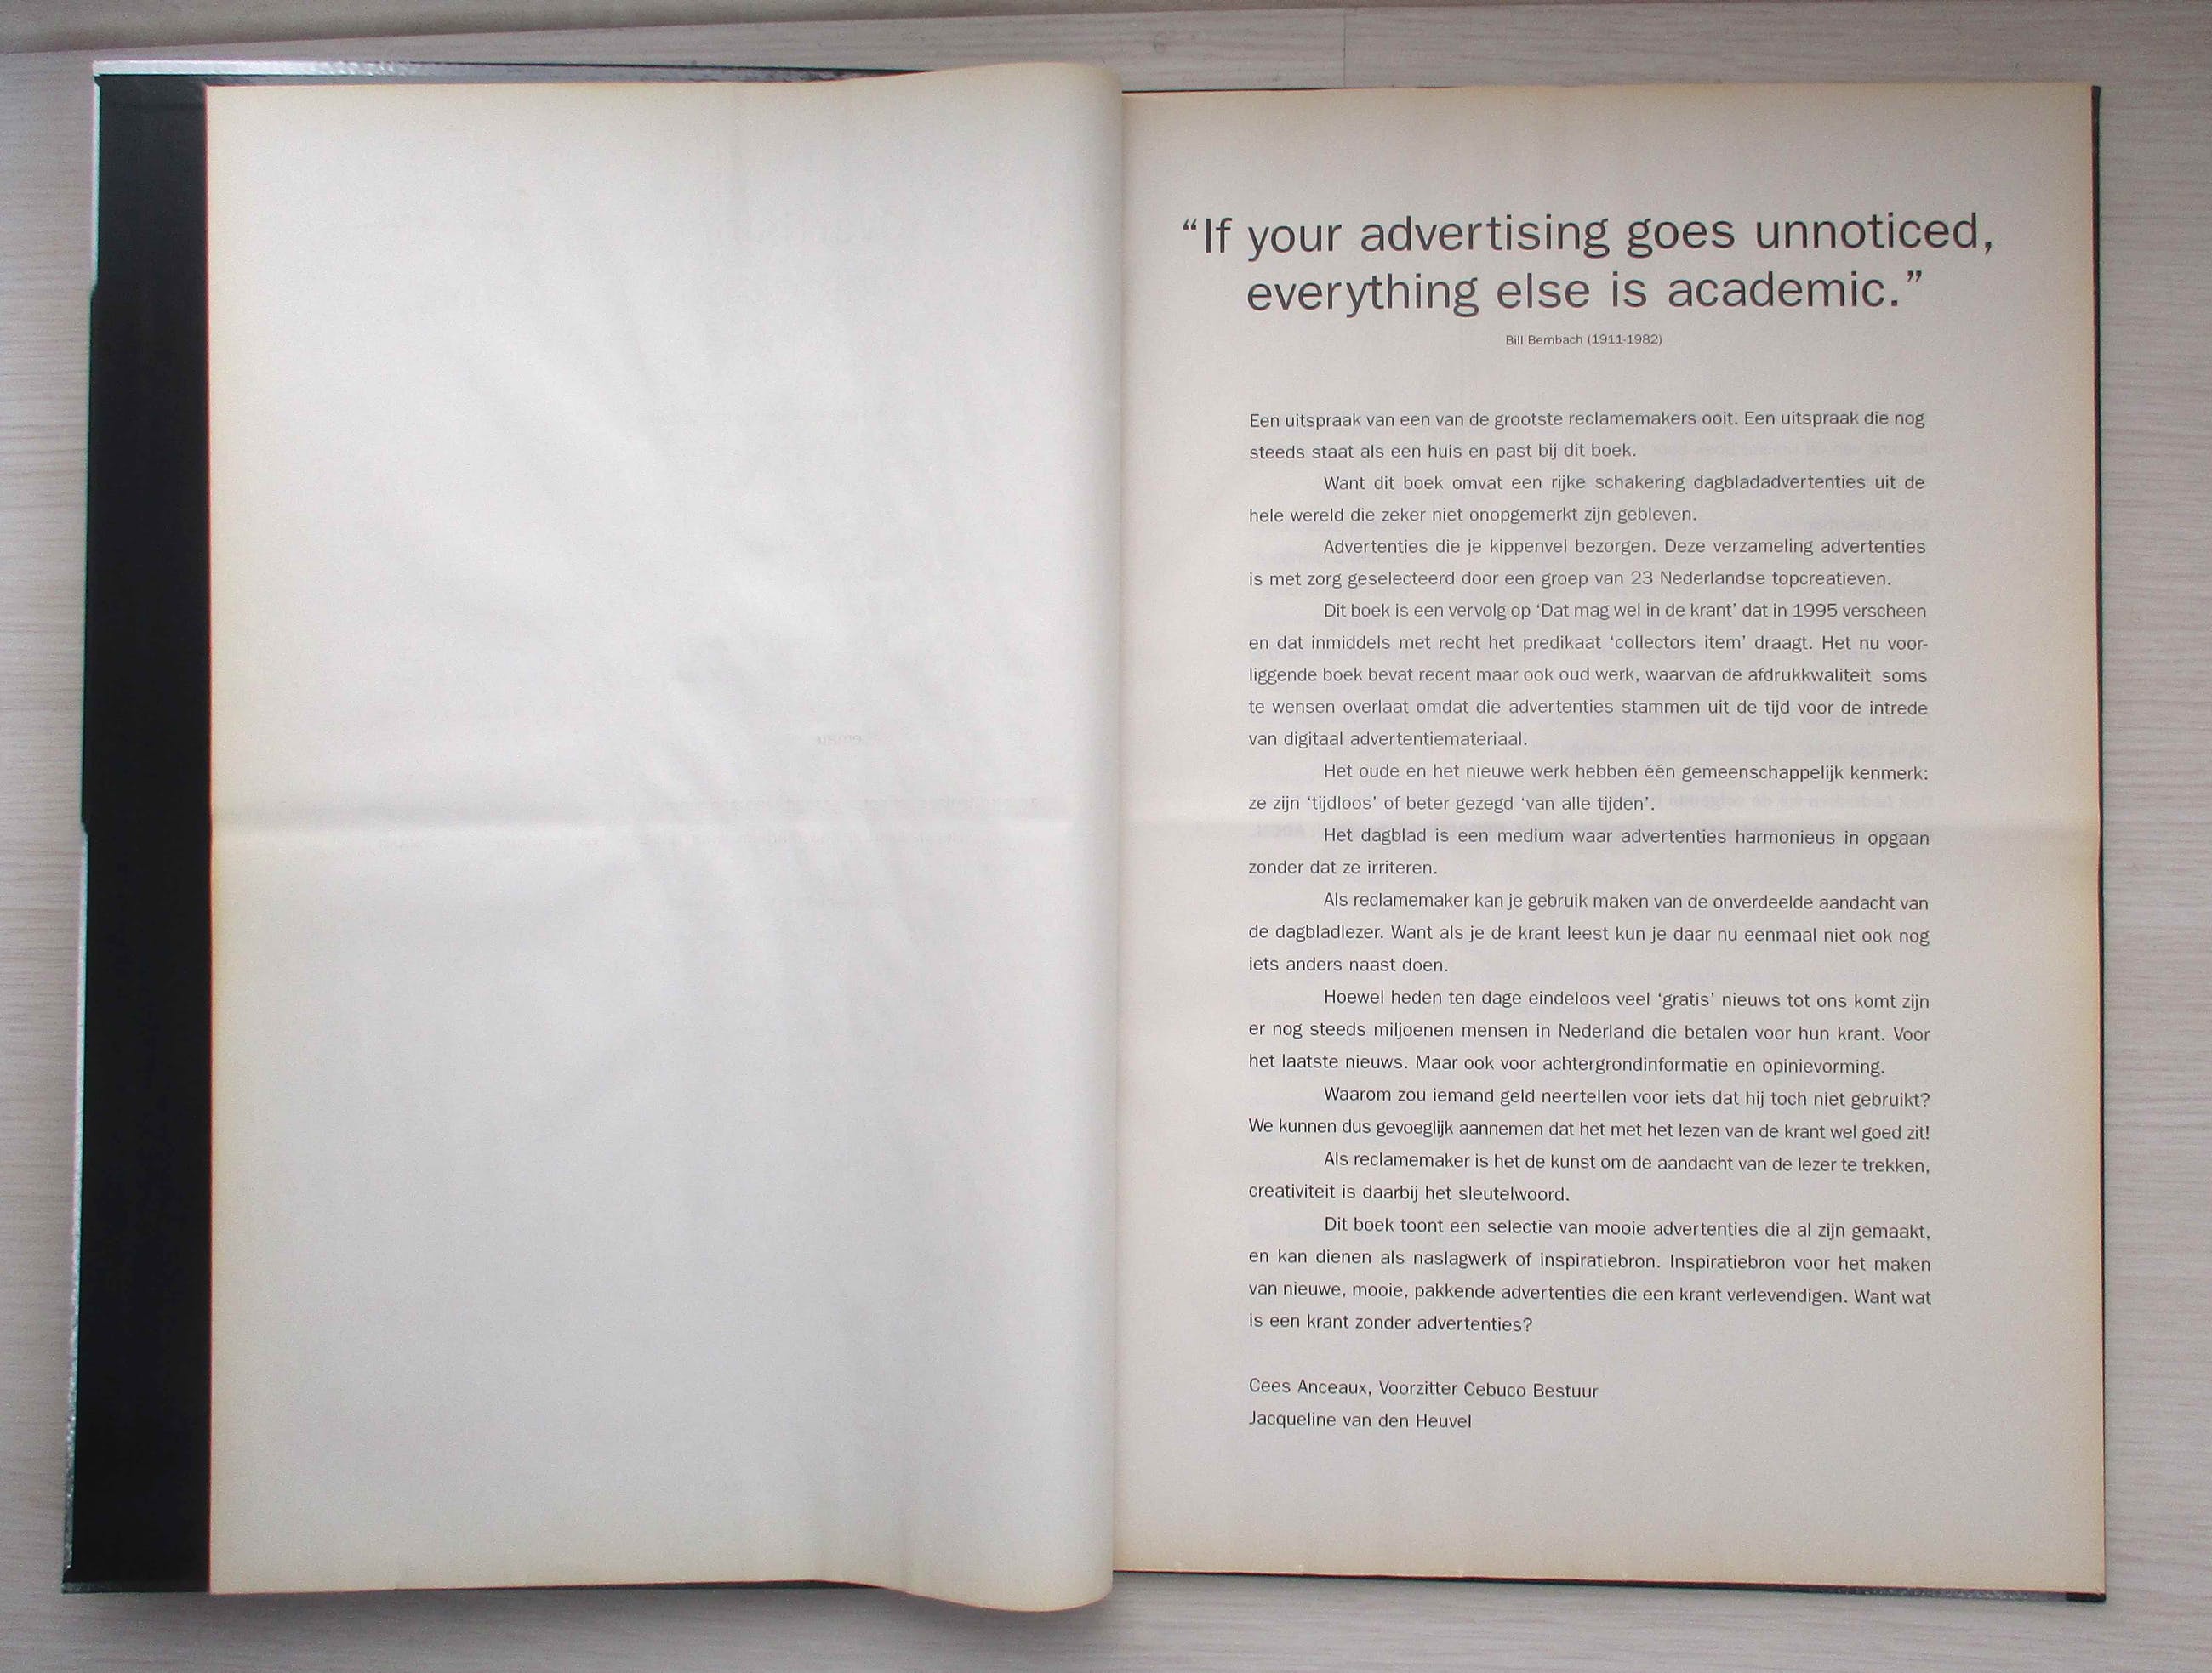 “If your advertising goes unnoticed,
everything else is academic.”
Bill Bernbach (1911-1982)
Een uitspraak van een van de grootste reclamemakers ooit. Een uitspraak die nog
steeds staat als een huis en past bij dit boek.
Want dit boek omvat een rijke schakering dagbladadvertenties uit de
hele wereld die zeker niet onopgemerkt zijn gebleven.
Advertenties die je kippenvel bezorgen. Deze verzameling advertenties
is met zorg geselecteerd door een groep van 23 Nederlandse topcreatieven.
Dit boek is een vervolg op ‘Dat mag wel in de krant’ dat in 1995 verscheen
en dat inmiddels met recht het predikaat ‘collectors item’ draagt. Het nu voor-
liggende boek bevat recent maar ook oud werk, waarvan de afdrukkwaliteit soms
te wensen overlaat omdat die advertenties stammen uit de tijd voor de intrede
van digitaal advertentiemateriaal.
Het oude en het nieuwe werk hebben één gemeenschappelijk kenmerk:
ze zijn ‘tijdloos’ of beter gezegd ‘van alle tijden’.
Het dagblad is een medium waar advertenties harmonieus in opgaan
zonder dat ze irriteren.
Als reclamemaker kan je gebruik maken van de onverdeelde aandacht van
de dagbladlezer. Want als je de krant leest kun je daar nu eenmaal niet ook nog
iets anders naast doen.
Hoewel heden ten dage eindeloos veel ‘gratis’ nieuws tot ons komt zijn
er nog steeds miljoenen mensen in Nederland die betalen voor hun krant. Voor
het laatste nieuws. Maar ook voor achtergrondinformatie en opinievorming.
Waarom zou iemand geld neertellen voor iets dat hij toch niet gebruikt?
We kunnen dus gevoeglijk aannemen dat het met het lezen van de krant wel goed zit!
Als reclamemaker is het de kunst om de aandacht van de lezer te trekken,
creativiteit is daarbij het sleutelwoord.
Dit boek toont een selectie van mooie advertenties die al zijn gemaakt,
en kan dienen als naslagwerk of inspiratiebron. Inspiratiebron voor het maken
van nieuwe, mooie, pakkende advertenties die een krant verlevendigen. Want wat
is een krant zonder advertenties?
Cees Anceaux, Voorzitter Cebuco Bestuur
Jacqueline van den Heuvel